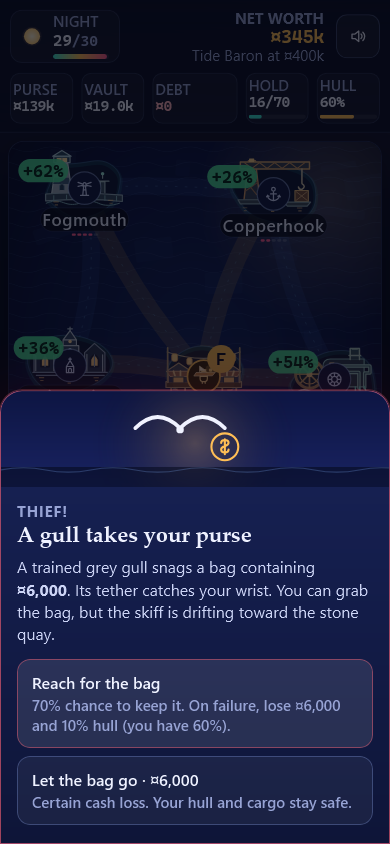 NIGHT
29/30
NET WORTH
¤345k
Tide Baron at ¤400k
PURSE
¤139k
VAULT
¤19.0k
DEBT
¤0
HOLD
16/70
HULL
60%
+62%
Fogmouth
+26%
Copperhook
+36%
F
+54%
THIEF!
A gull takes your purse
A trained grey gull snags a bag containing
¤6,000. Its tether catches your wrist. You can grab
the bag, but the skiff is drifting toward the stone
quay.
Reach for the bag
70% chance to keep it. On failure, lose ¤6,000
and 10% hull (you have 60%).
Let the bag go · ¤6,000
Certain cash loss. Your hull and cargo stay safe.